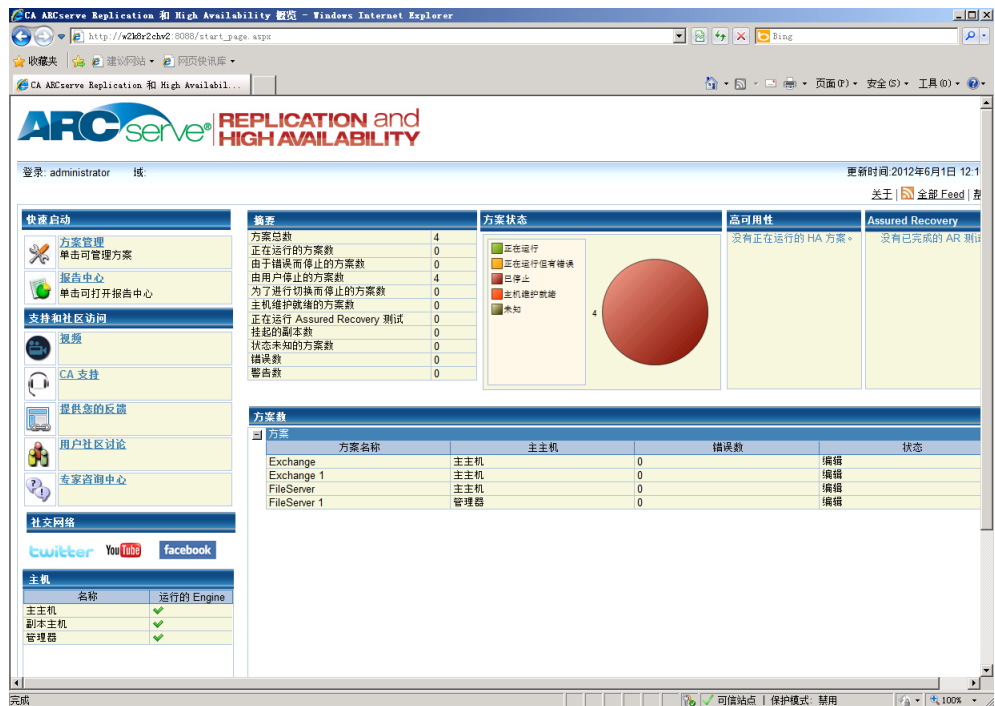 CA ARCserve Replication 和 High Availability 概览 - Windows Internet Explorer
http://w2k8r2chv2:8088/start_page.aspx
Bing
收藏夹 建议网站 网页快讯库
CA ARCserve Replication 和 High Availabil...
页面(P) 安全(S) 工具(O)
ARCserve® REPLICATION and HIGH AVAILABILITY
登录: administrator 域:
更新时间:2012年6月1日 12:1
关于 | 全部 Feed |
快速启动
方案管理
单击可管理方案
报告中心
单击可打开报告中心
支持和社区访问
视频
CA 支持
提供您的反馈
用户社区讨论
专家咨询中心
社交网络
twitter YouTube facebook
主机
名称 运行的 Engine
主主机
副本主机
管理器
摘要
方案总数 4
正在运行的方案数 0
由于错误而停止的方案数 0
由用户停止的方案数 4
为了进行切换而停止的方案数 0
主机维护就绪的方案数 0
正在运行 Assured Recovery 测试 0
挂起的副本数 0
状态未知的方案数 0
错误数 0
警告数 0
方案状态
正在运行
正在运行但有错误
已停止
主机维护就绪
未知
4
高可用性
没有正在运行的 HA 方案。
Assured Recovery
没有已完成的 AR 测试
方案数
方案
方案名称 主主机 错误数 状态
Exchange 主主机 0 编辑
Exchange 1 主主机 0 编辑
FileServer 主主机 0 编辑
FileServer 1 管理器 0 编辑
完成
可信站点 | 保护模式: 禁用
100%